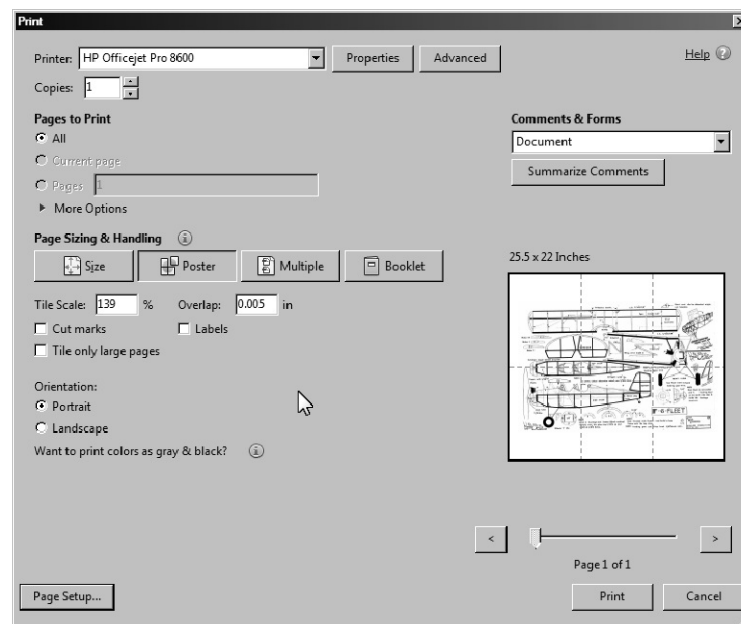 Print
Printer: HP Officejet Pro 8600 Properties Advanced Help
Copies: 1
Pages to Print
All
Current page
Pages 1
More Options
Comments & Forms
Document
Summarize Comments
Page Sizing & Handling
Size Poster Multiple Booklet
Tile Scale: 139 % Overlap: 0.005 in
Cut marks Labels
Tile only large pages
Orientation:
Portrait
Landscape
Want to print colors as gray & black?
25.5 x 22 Inches
6-FLEET
< >
Page 1 of 1
Page Setup... Print Cancel